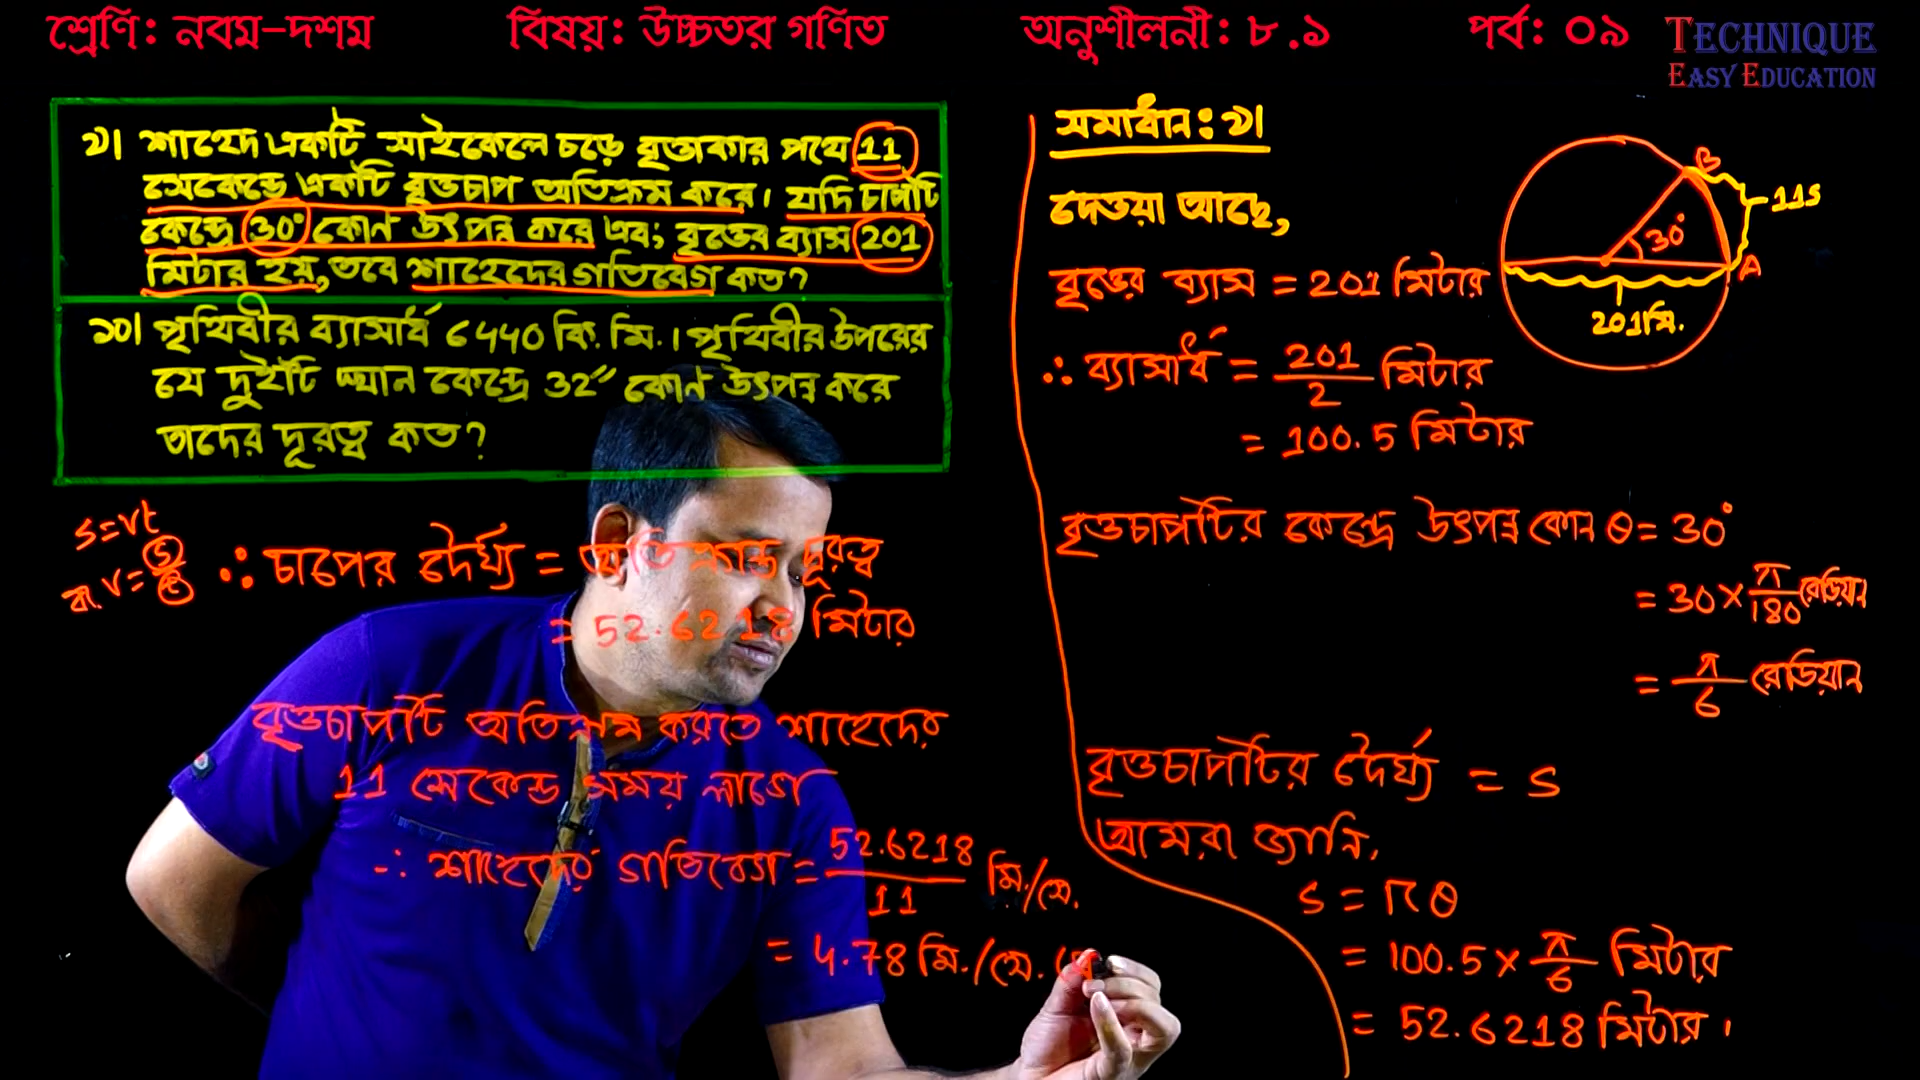 শ্রেণি: নবম-দশম বিষয়: উচ্চতর গণিত অনুশীলনী: ৮.১ পর্ব: ০৯
TECHNIQUE
EASY EDUCATION
৯। শাহেদ একটি সাইকেলে চড়ে বৃত্তাকার পথে 11
সেকেন্ডে একটি বৃত্তচাপ অতিক্রম করে। যদি চাপটি
কেন্দ্রে 30° কোণ উৎপন্ন করে এবং বৃত্তের ব্যাস 201
মিটার হয়, তবে শাহেদের গতিবেগ কত?
১০। পৃথিবীর ব্যাসার্ধ 6440 কি. মি.। পৃথিবীর উপরের
যে দুইটি স্থান কেন্দ্রে 32″ কোণ উৎপন্ন করে
তাদের দূরত্ব কত?
s=vt
বা, v=s/t
∴ চাপের দৈর্ঘ্য = অতিক্রান্ত দূরত্ব
= 52.6218 মিটার
বৃত্তচাপটি অতিক্রম করতে শাহেদের
11 সেকেন্ড সময় লাগে
∴ শাহেদের গতিবেগ = 52.6218/11 মি./সে.
= 4.78 মি./সে. (প্র
সমাধান: ৯।
দেওয়া আছে,
বৃত্তের ব্যাস = 201 মিটার
∴ ব্যাসার্ধ = 201/2 মিটার
= 100.5 মিটার
B
11s
30°
A
201মি.
বৃত্তচাপটির কেন্দ্রে উৎপন্ন কোন θ = 30°
= 30 × π/180 রেডিয়ান
= π/6 রেডিয়ান
বৃত্তচাপটির দৈর্ঘ্য = s
আমরা জানি,
s = rθ
= 100.5 × π/6 মিটার
= 52.6218 মিটার।